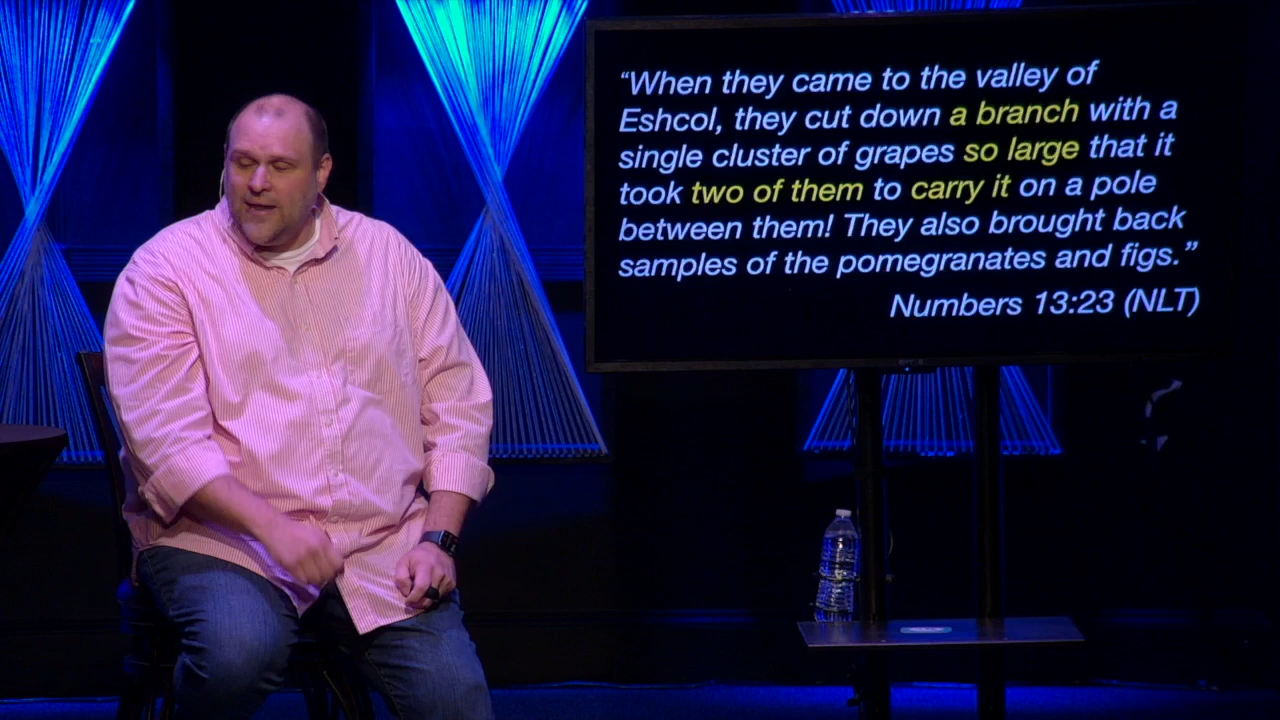 “When they came to the valley of
Eshcol, they cut down a branch with a
single cluster of grapes so large that it
took two of them to carry it on a pole
between them! They also brought back
samples of the pomegranates and figs.”
Numbers 13:23 (NLT)